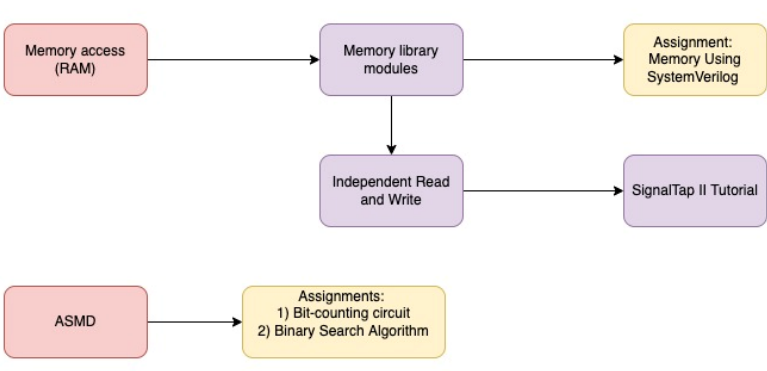 Memory access
(RAM)
Memory library
modules
Assignment:
Memory Using
SystemVerilog
Independent Read
and Write
SignalTap II Tutorial
ASMD
Assignments:
1) Bit-counting circuit
2) Binary Search Algorithm